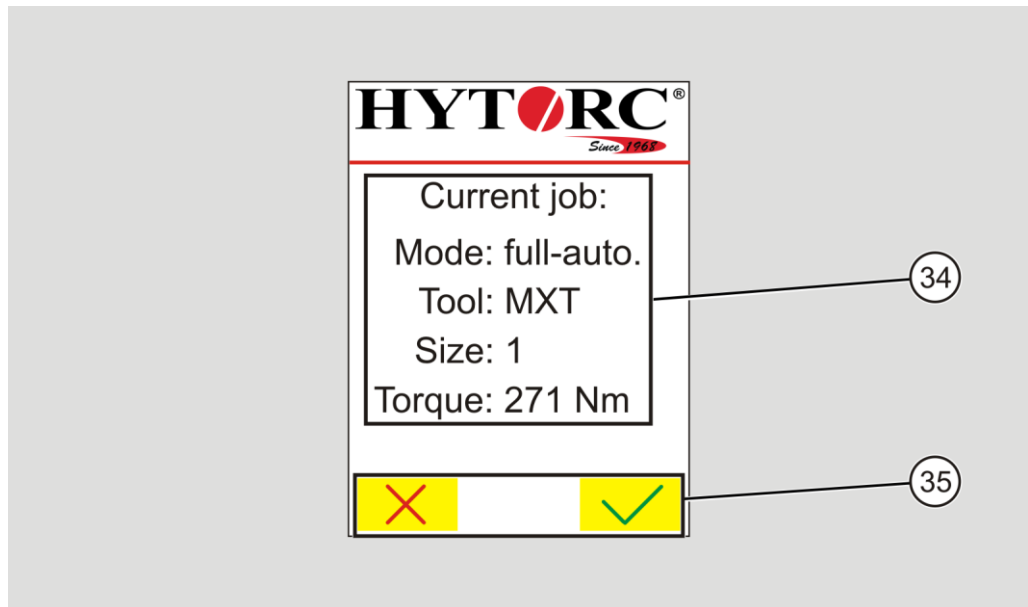 HYTORC®
Since 1968
Current job:
Mode: full-auto.
Tool: MXT
Size: 1
Torque: 271 Nm
34
35